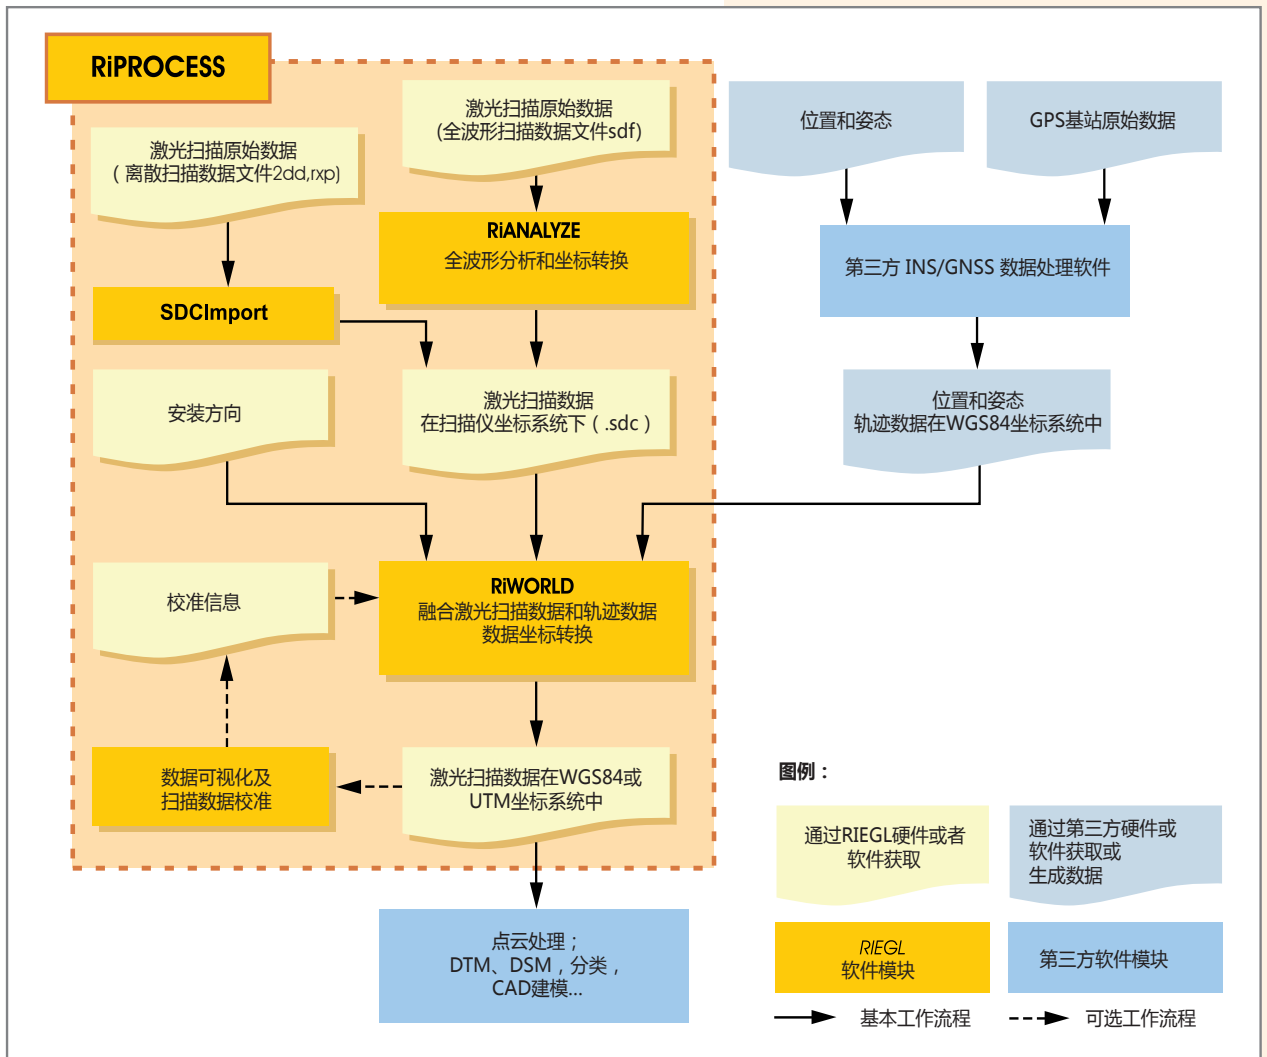 RiPROCESS
激光扫描原始数据
(全波形扫描数据文件sdf)
激光扫描原始数据
( 离散扫描数据文件2dd,rxp)
位置和姿态
GPS基站原始数据
RiANALYZE
全波形分析和坐标转换
第三方 INS/GNSS 数据处理软件
SDCImport
安装方向
激光扫描数据
在扫描仪坐标系统下 ( .sdc )
位置和姿态
轨迹数据在WGS84坐标系统中
校准信息
RiWORLD
融合激光扫描数据和轨迹数据
数据坐标转换
数据可视化及
扫描数据校准
激光扫描数据在WGS84或
UTM坐标系统中
点云处理；
DTM、DSM，分类，
CAD建模...
图例：
通过RIEGL硬件或者
软件获取
通过第三方硬件或
软件获取或
生成数据
RIEGL
软件模块
第三方软件模块
基本工作流程
可选工作流程